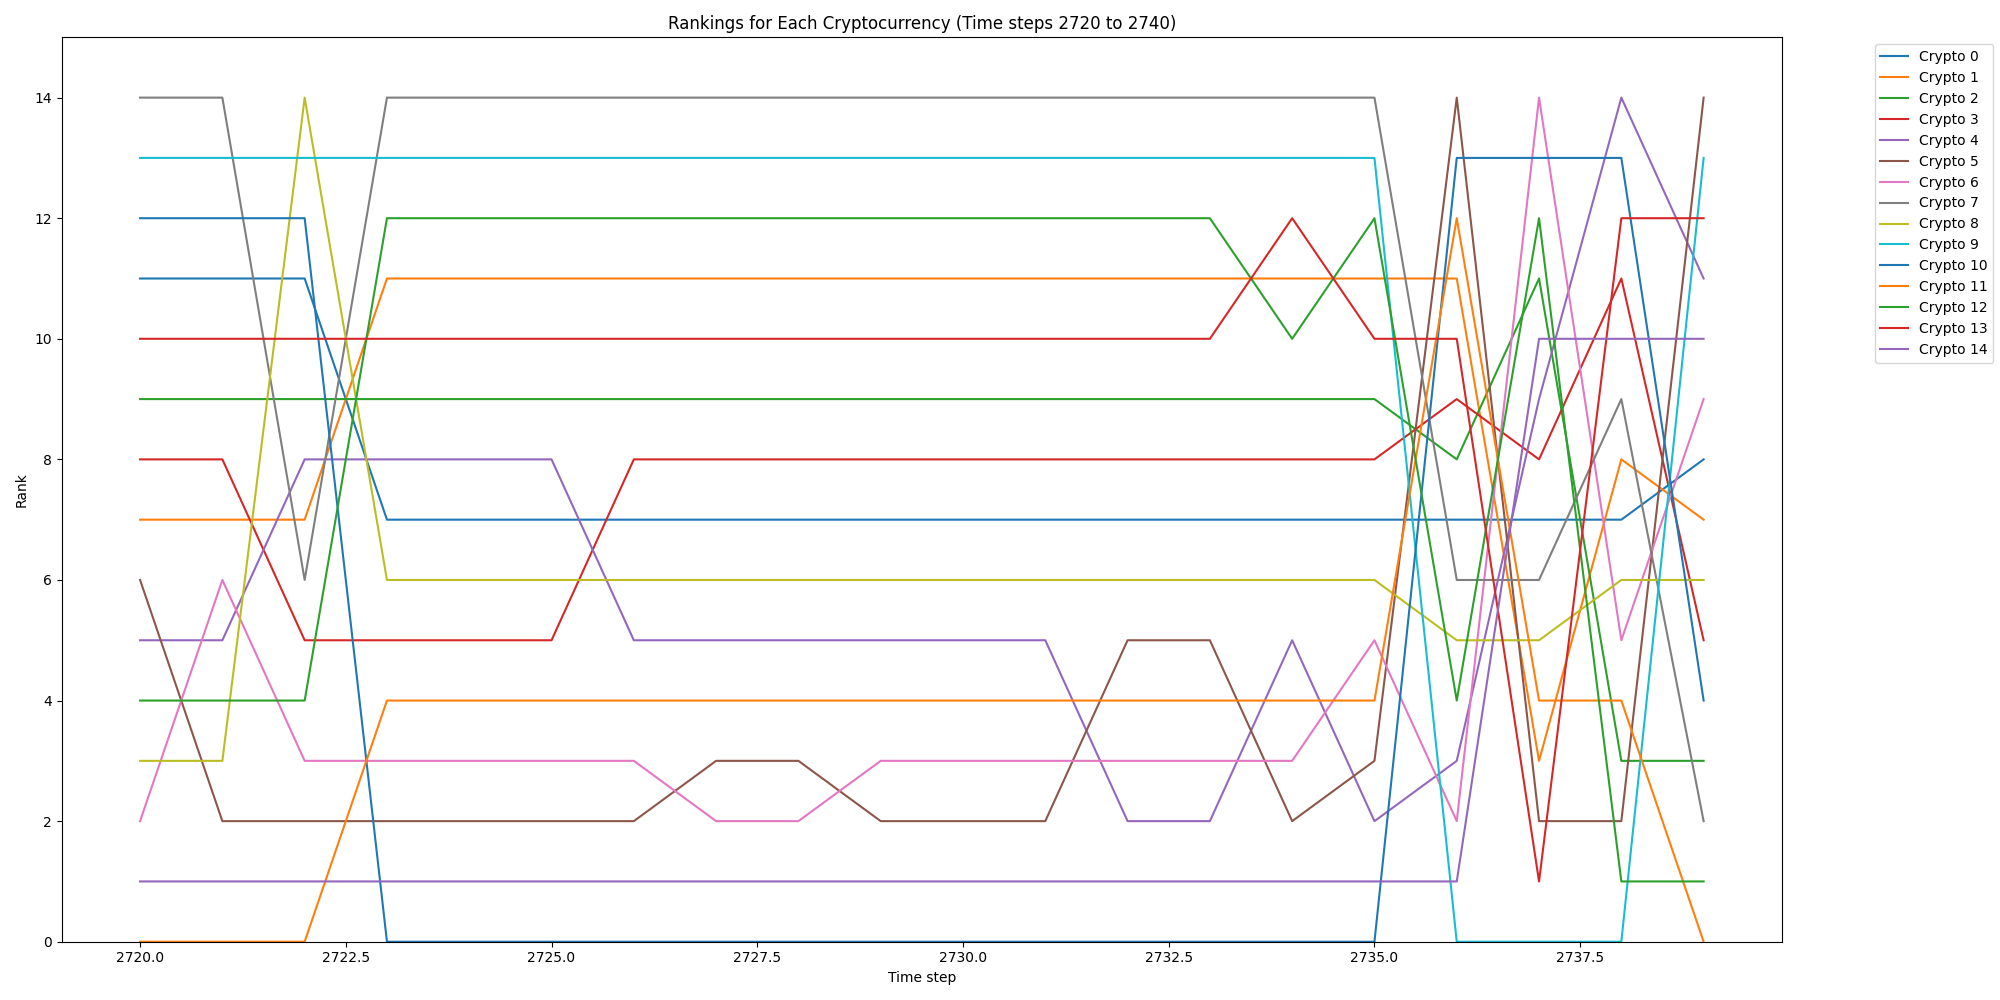 Rankings for Each Cryptocurrency (Time steps 2720 to 2740)
Rank
14
12
10
8
6
4
2
0
2720.0
2722.5
2725.0
2727.5
2730.0
2732.5
2735.0
2737.5
Time step
Crypto 0
Crypto 1
Crypto 2
Crypto 3
Crypto 4
Crypto 5
Crypto 6
Crypto 7
Crypto 8
Crypto 9
Crypto 10
Crypto 11
Crypto 12
Crypto 13
Crypto 14